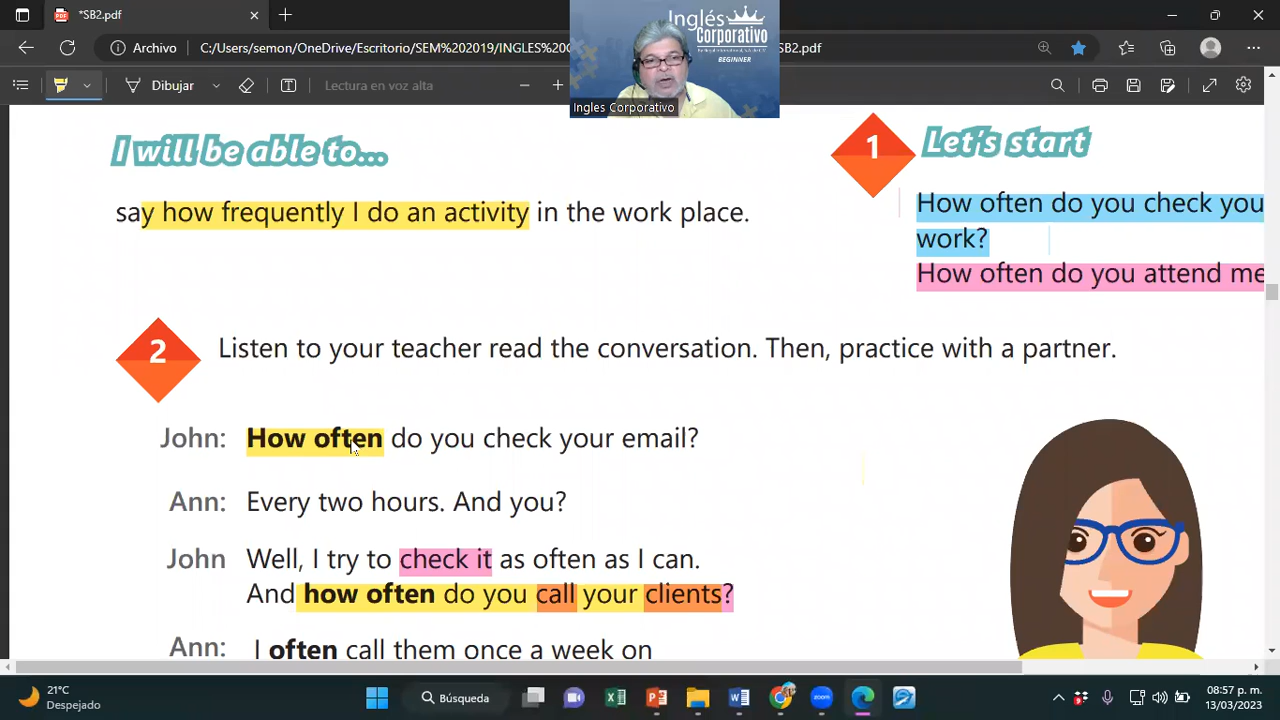 *SB2.pdf
Archivo
C:/Users/semon/OneDrive/Escritorio/SEM%202019/INGLES%20
SB2.pdf
Dibujar
Lectura en voz alta
Inglés
Corporativo
BEGINNER
Ingles Corporativo
I will be able to...
say how frequently I do an activity in the work place.
1
Let's start
How often do you check you
work?
How often do you attend me
2
Listen to your teacher read the conversation. Then, practice with a partner.
John: How often do you check your email?
Ann: Every two hours. And you?
John Well, I try to check it as often as I can.
And how often do you call your clients?
Ann: I often call them once a week on
21°C
Despejado
Búsqueda
08:57 p. m.
13/03/2023